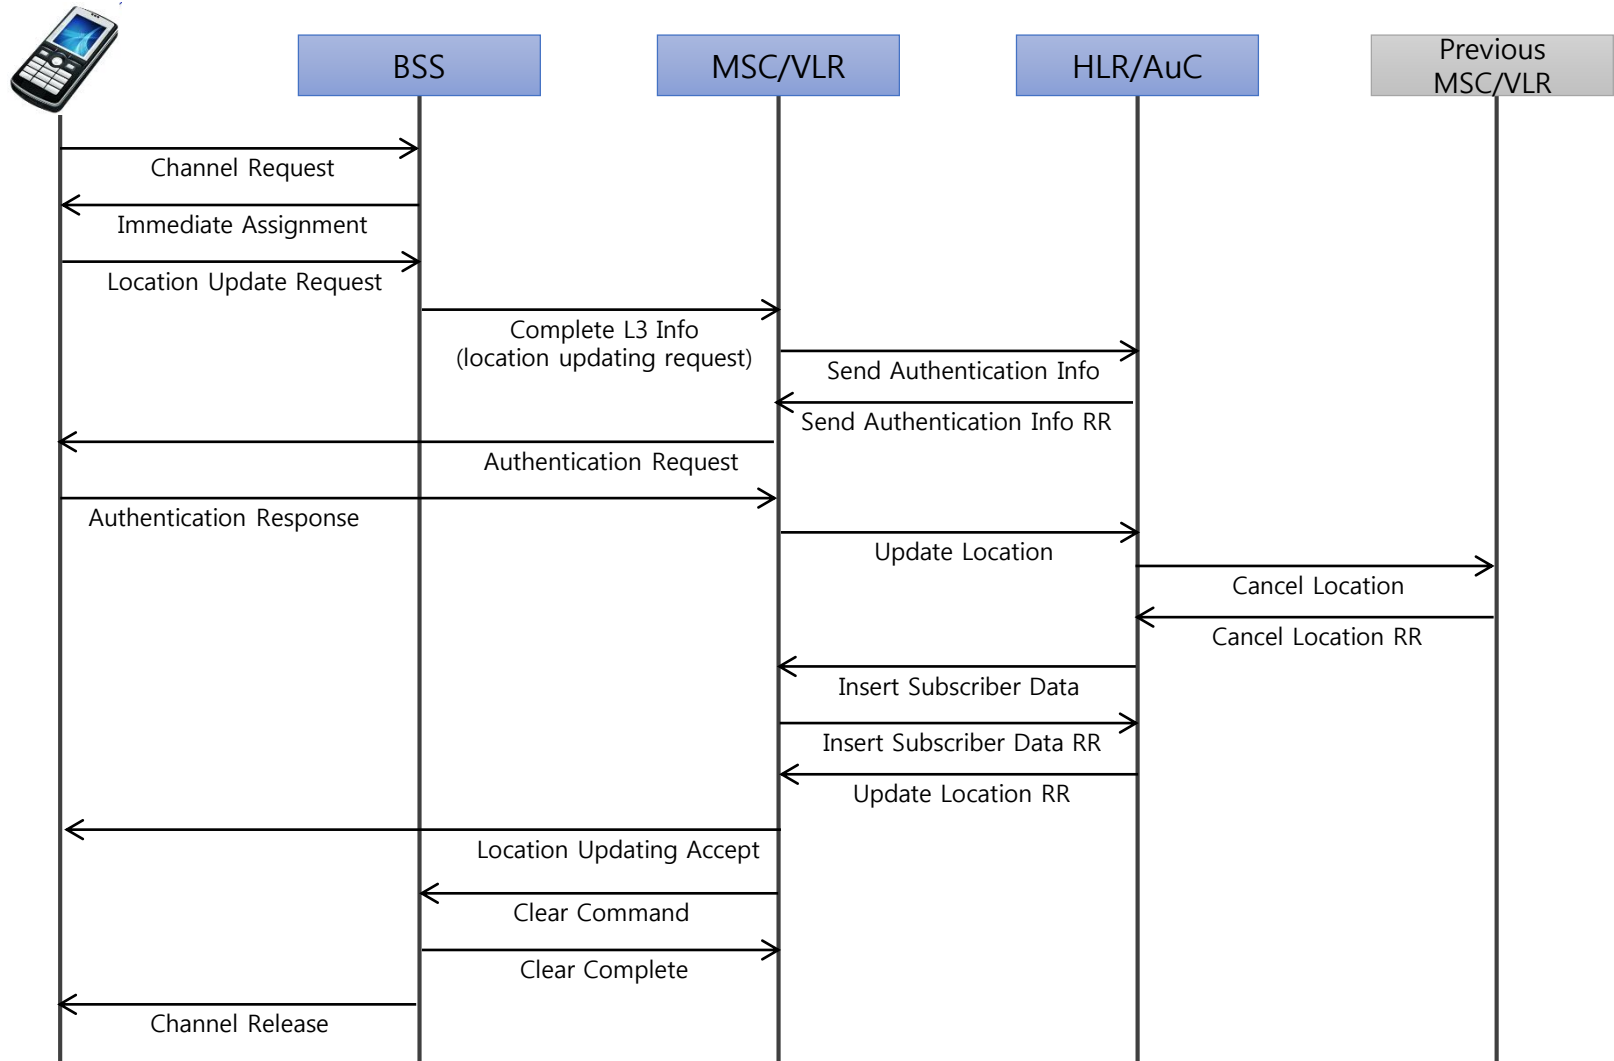 BSS
MSC/VLR
HLR/AuC
Previous
MSC/VLR
Channel Request
Immediate Assignment
Location Update Request
Complete L3 Info
(location updating request)
Send Authentication Info
Send Authentication Info RR
Authentication Request
Authentication Response
Update Location
Cancel Location
Cancel Location RR
Insert Subscriber Data
Insert Subscriber Data RR
Update Location RR
Location Updating Accept
Clear Command
Clear Complete
Channel Release